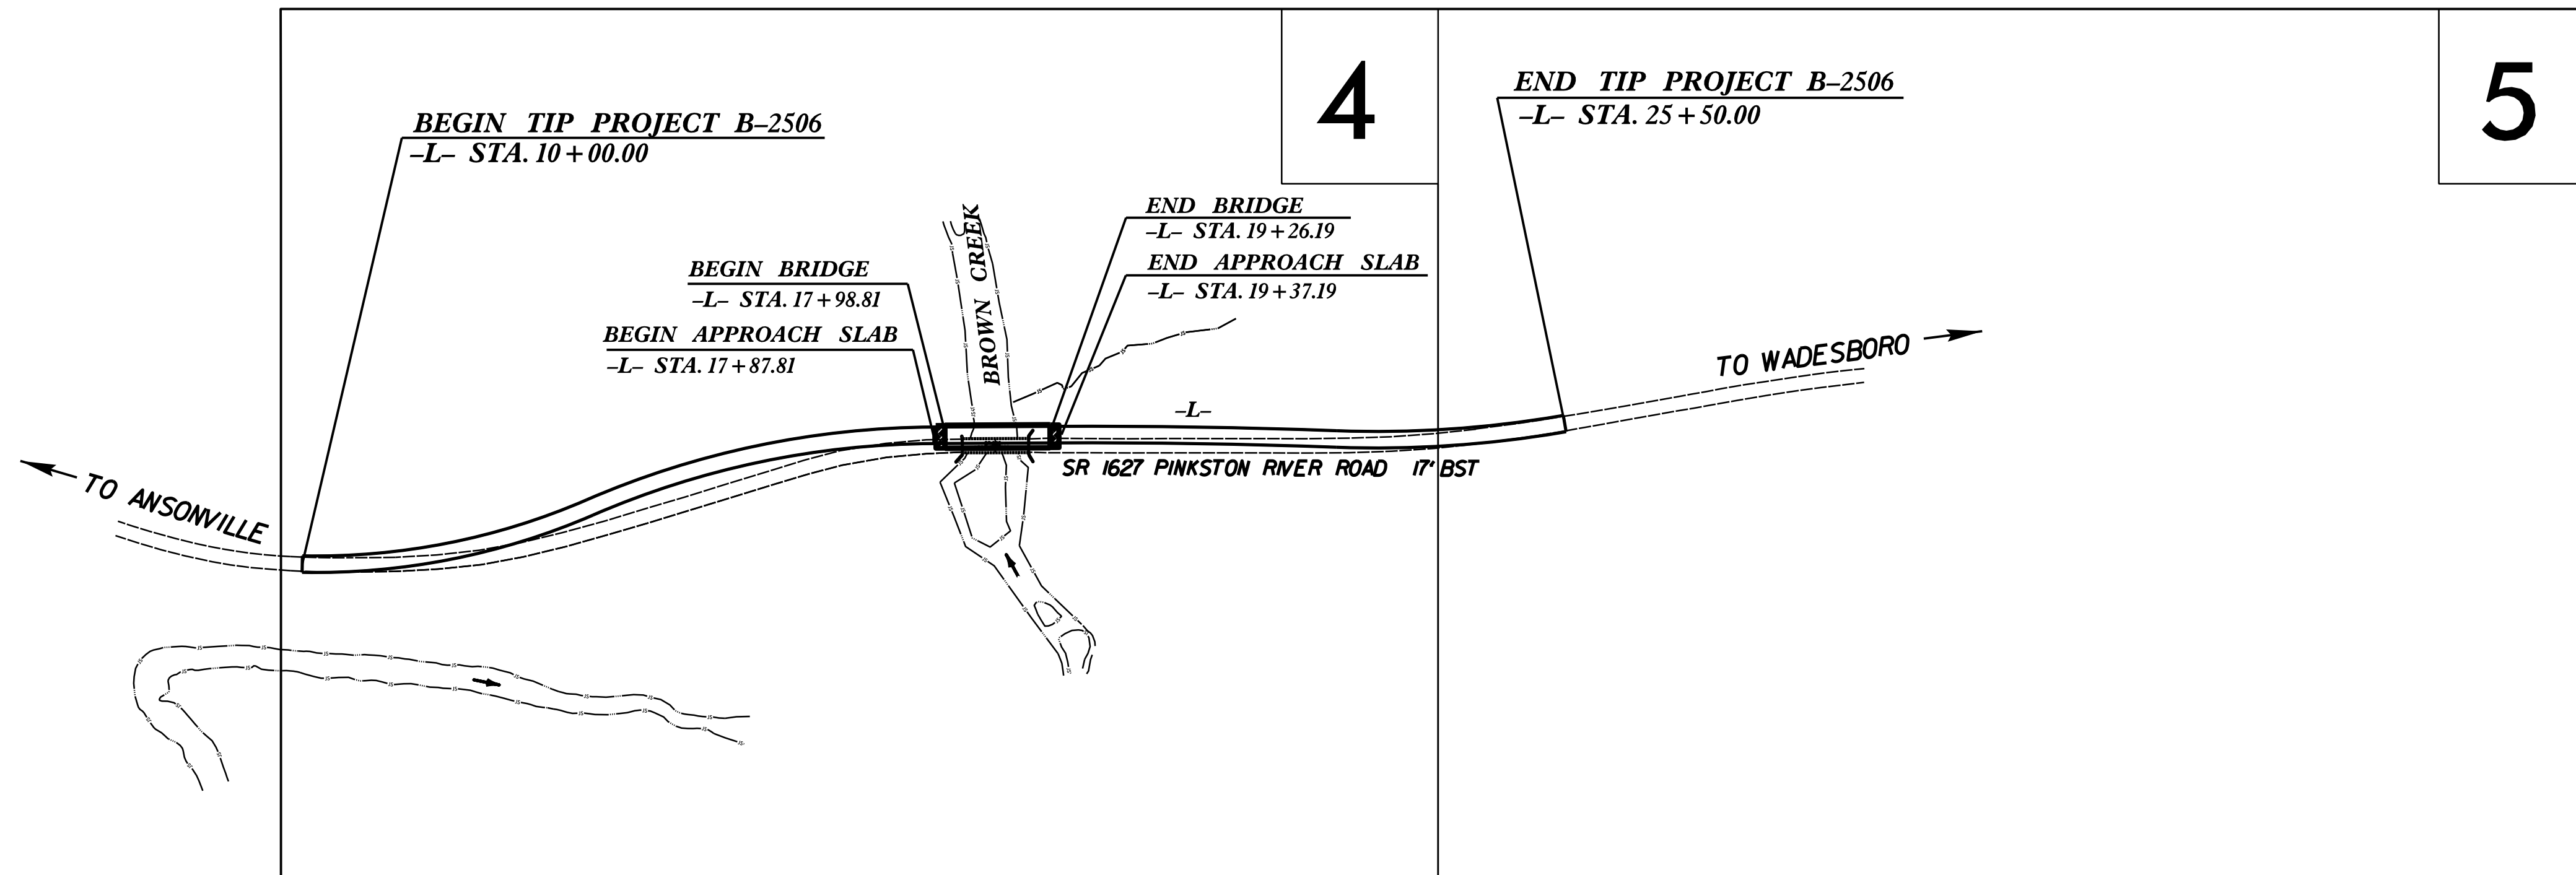 4
5
BEGIN TIP PROJECT B–2506
–L– STA. 10+00.00
END TIP PROJECT B–2506
–L– STA. 25+50.00
BEGIN BRIDGE
–L– STA. 17+98.81
BEGIN APPROACH SLAB
–L– STA. 17+87.81
BROWN CREEK
END BRIDGE
–L– STA. 19+26.19
END APPROACH SLAB
–L– STA. 19+37.19
–L–
TO WADESBORO
SR 1627 PINKSTON RIVER ROAD 17' BST
TO ANSONVILLE